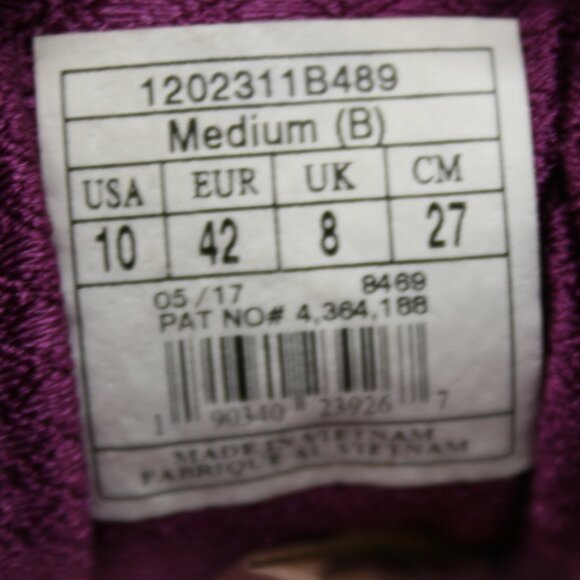 1202311B489
Medium (B)
USA EUR UK CM
10 42 8 27
05/17 8469
PAT NO# 4,364,188
1 90340 23926 7
MADE IN VIETNAM
FABRIQUE AU VIETNAM